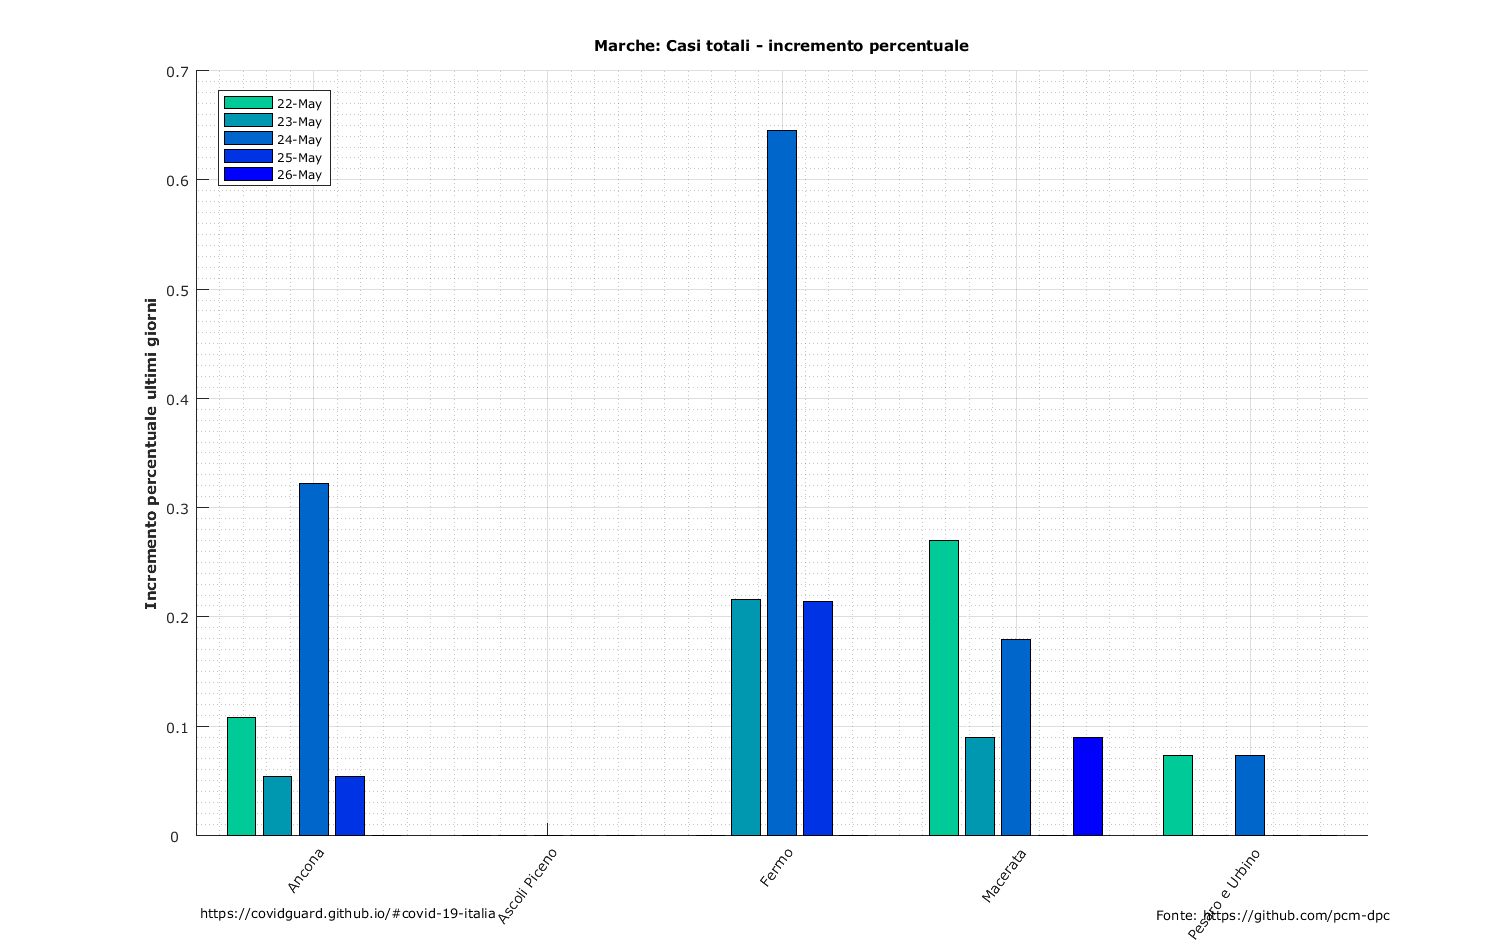 Marche: Casi totali - incremento percentuale
Incremento percentuale ultimi giorni
0.7
0.6
0.5
0.4
0.3
0.2
0.1
0
22-May
23-May
24-May
25-May
26-May
Ancona
Ascoli Piceno
Fermo
Macerata
Pesaro e Urbino
https://covidguard.github.io/#covid-19-italia
Fonte: https://github.com/pcm-dpc